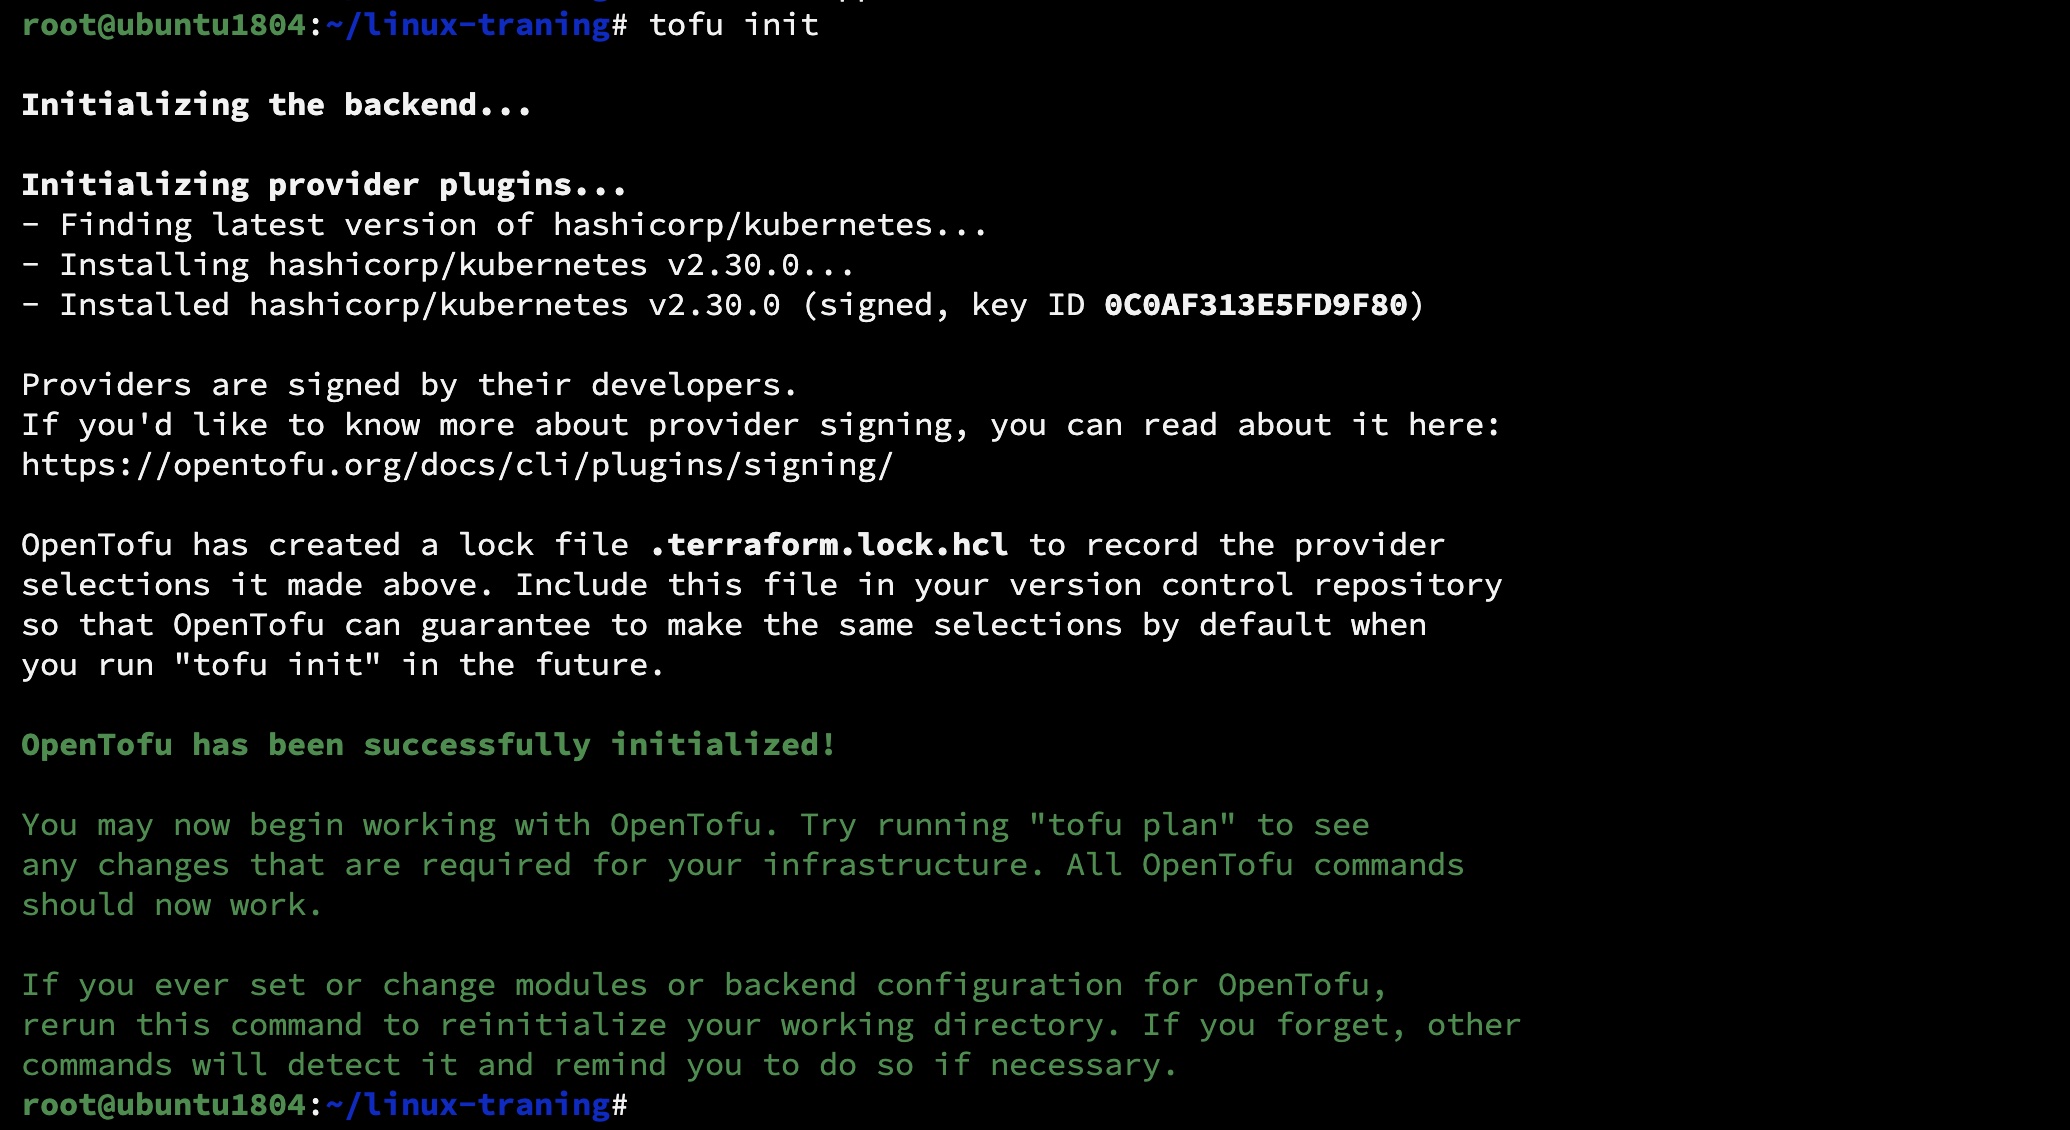 root@ubuntu1804:~/linux-traning# tofu init
Initializing the backend...
Initializing provider plugins...
- Finding latest version of hashicorp/kubernetes...
- Installing hashicorp/kubernetes v2.30.0...
- Installed hashicorp/kubernetes v2.30.0 (signed, key ID 0C0AF313E5FD9F80)
Providers are signed by their developers.
If you'd like to know more about provider signing, you can read about it here:
https://opentofu.org/docs/cli/plugins/signing/
OpenTofu has created a lock file .terraform.lock.hcl to record the provider
selections it made above. Include this file in your version control repository
so that OpenTofu can guarantee to make the same selections by default when
you run "tofu init" in the future.
OpenTofu has been successfully initialized!
You may now begin working with OpenTofu. Try running "tofu plan" to see
any changes that are required for your infrastructure. All OpenTofu commands
should now work.
If you ever set or change modules or backend configuration for OpenTofu,
rerun this command to reinitialize your working directory. If you forget, other
commands will detect it and remind you to do so if necessary.
root@ubuntu1804:~/linux-traning#